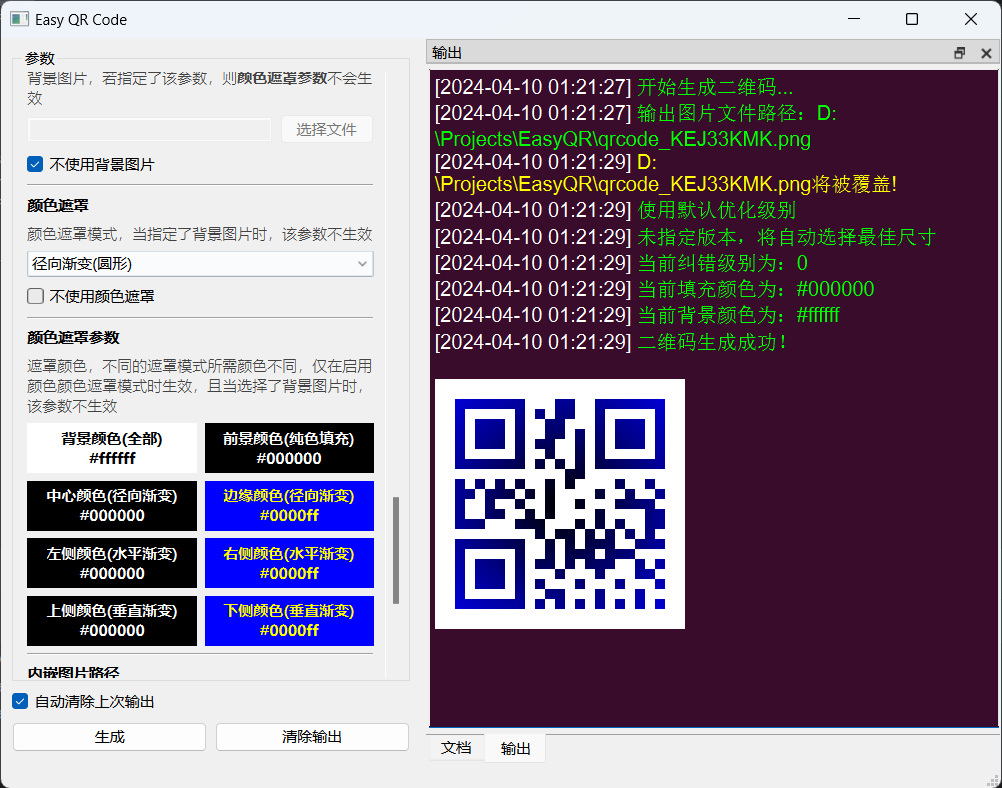 Easy QR Code
参数
背景图片，若指定了该参数，则颜色遮罩参数不会生
效
选择文件
不使用背景图片
颜色遮罩
颜色遮罩模式，当指定了背景图片时，该参数不生效
径向渐变(圆形)
不使用颜色遮罩
颜色遮罩参数
遮罩颜色，不同的遮罩模式所需颜色不同，仅在启用
颜色颜色遮罩模式时生效，且当选择了背景图片时，
该参数不生效
背景颜色(全部)
#ffffff
前景颜色(纯色填充)
#000000
中心颜色(径向渐变)
#000000
边缘颜色(径向渐变)
#0000ff
左侧颜色(水平渐变)
#000000
右侧颜色(水平渐变)
#0000ff
上侧颜色(垂直渐变)
#000000
下侧颜色(垂直渐变)
#0000ff
内嵌图片路径
自动清除上次输出
生成
清除输出
输出
[2024-04-10 01:21:27] 开始生成二维码...
[2024-04-10 01:21:27] 输出图片文件路径：D:
\Projects\EasyQR\qrcode_KEJ33KMK.png
[2024-04-10 01:21:29] D:
\Projects\EasyQR\qrcode_KEJ33KMK.png将被覆盖!
[2024-04-10 01:21:29] 使用默认优化级别
[2024-04-10 01:21:29] 未指定版本，将自动选择最佳尺寸
[2024-04-10 01:21:29] 当前纠错级别为：0
[2024-04-10 01:21:29] 当前填充颜色为：#000000
[2024-04-10 01:21:29] 当前背景颜色为：#ffffff
[2024-04-10 01:21:29] 二维码生成成功！
文档
输出